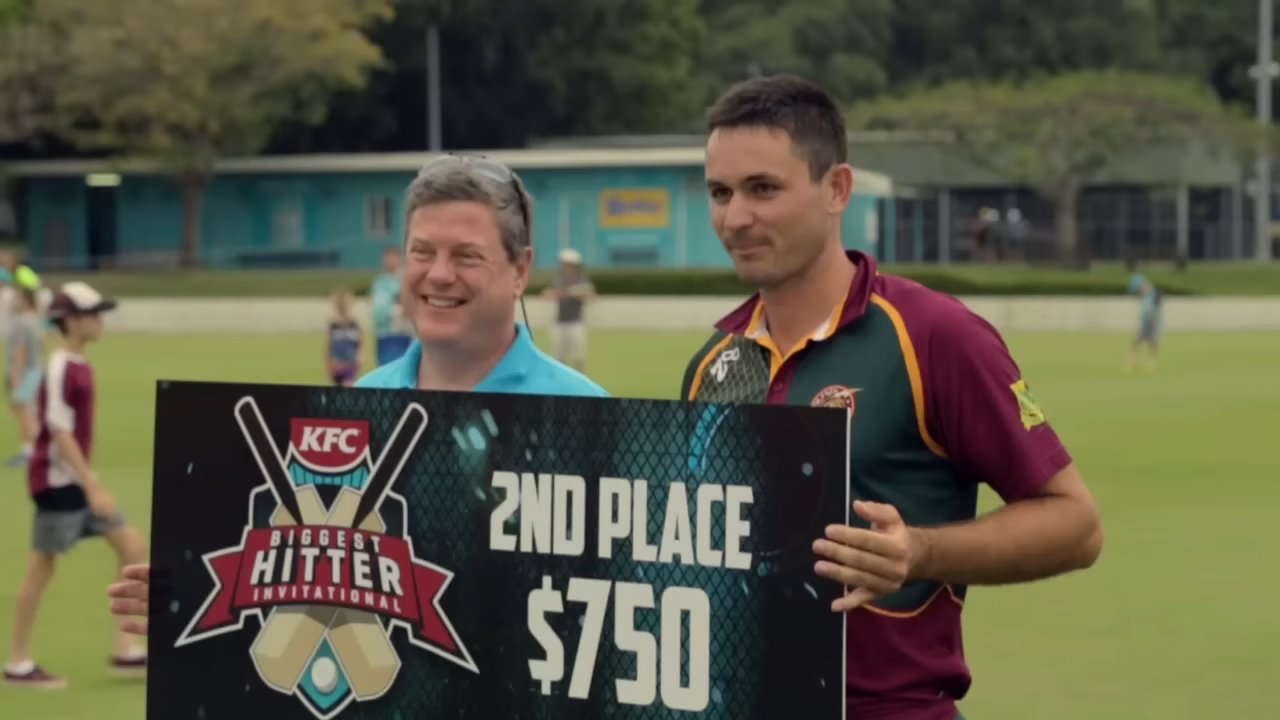 KFC
BIGGEST
HITTER
INVITATIONAL
2ND PLACE
$750